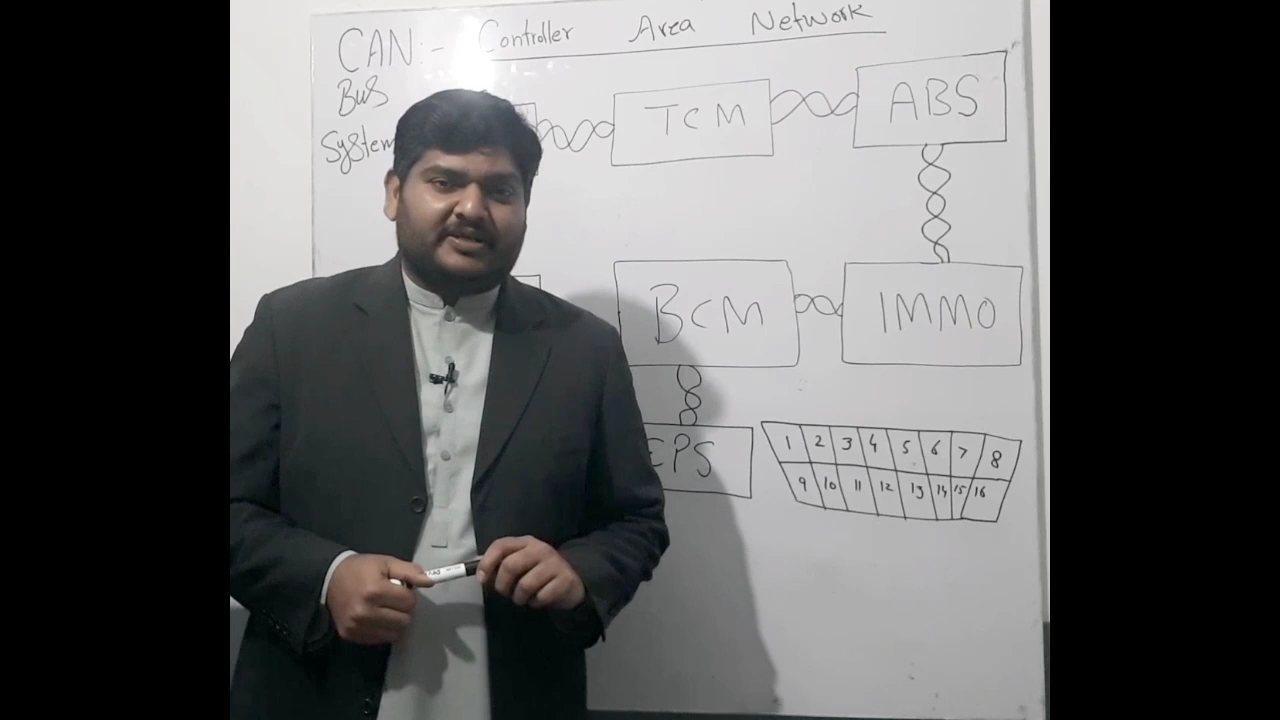 CAN:- Controller Area Network
Bus
System
TCM
ABS
BCM
IMMO
EPS
1 2 3 4 5 6 7 8
9 10 11 12 13 14 15 16